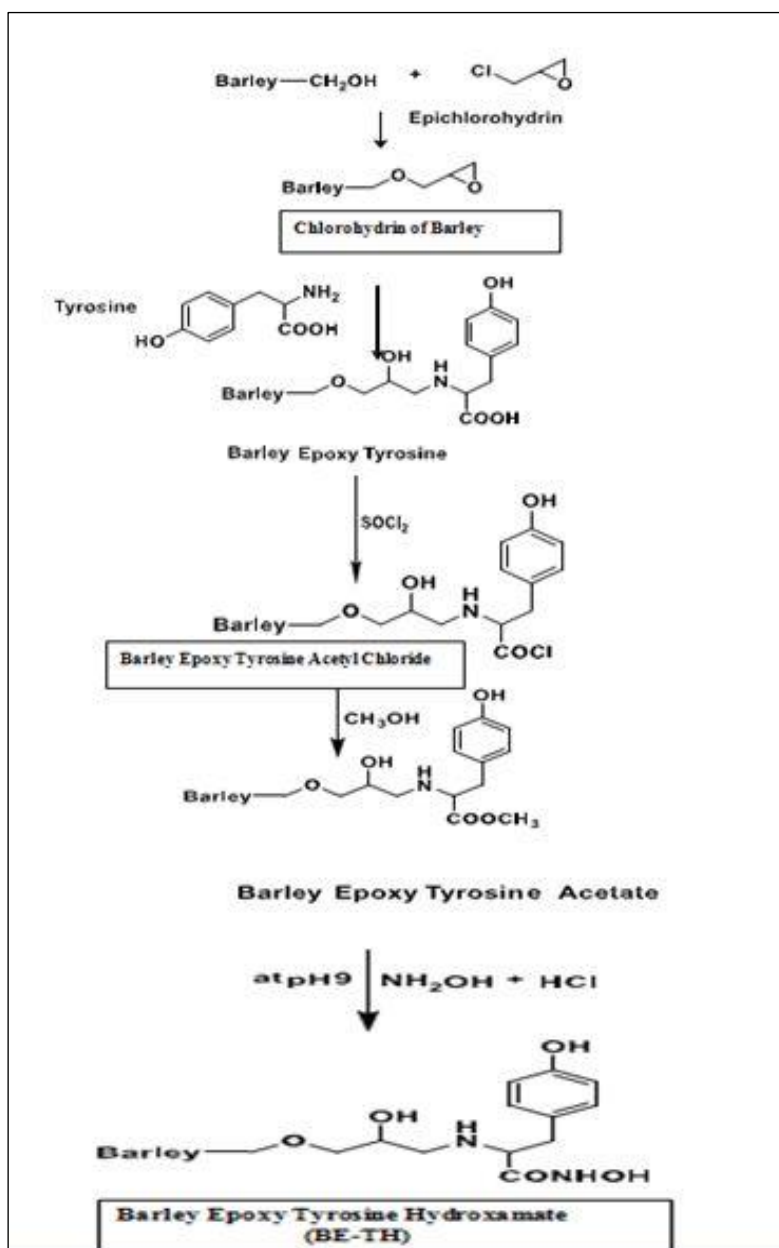 Barley—CH₂OH + Cl O
Epichlorohydrin
Barley O O
Chlorohydrin of Barley
Tyrosine HO NH₂ COOH
OH
Barley O OH H N COOH
Barley Epoxy Tyrosine
SOCl₂
OH
Barley O OH H N COCl
Barley Epoxy Tyrosine Acetyl Chloride
CH₃OH
OH
Barley O OH H N COOCH₃
Barley Epoxy Tyrosine Acetate
at pH9 NH₂OH + HCl
OH
Barley O OH H N CONHOH
Barley Epoxy Tyrosine Hydroxamate
(BE-TH)